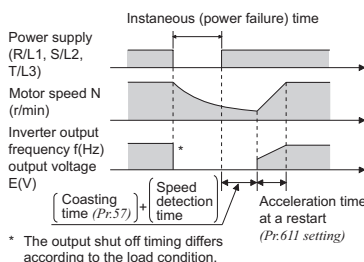 Instaneous (power failure) time
Power supply
(R/L1, S/L2,
T/L3)
Motor speed N
(r/min)
Inverter output
frequency f(Hz)
output voltage
E(V)
*
Coasting
time (Pr.57)
+
Speed
detection
time
Acceleration time
at a restart
(Pr.611 setting)
* The output shut off timing differs
according to the load condition.